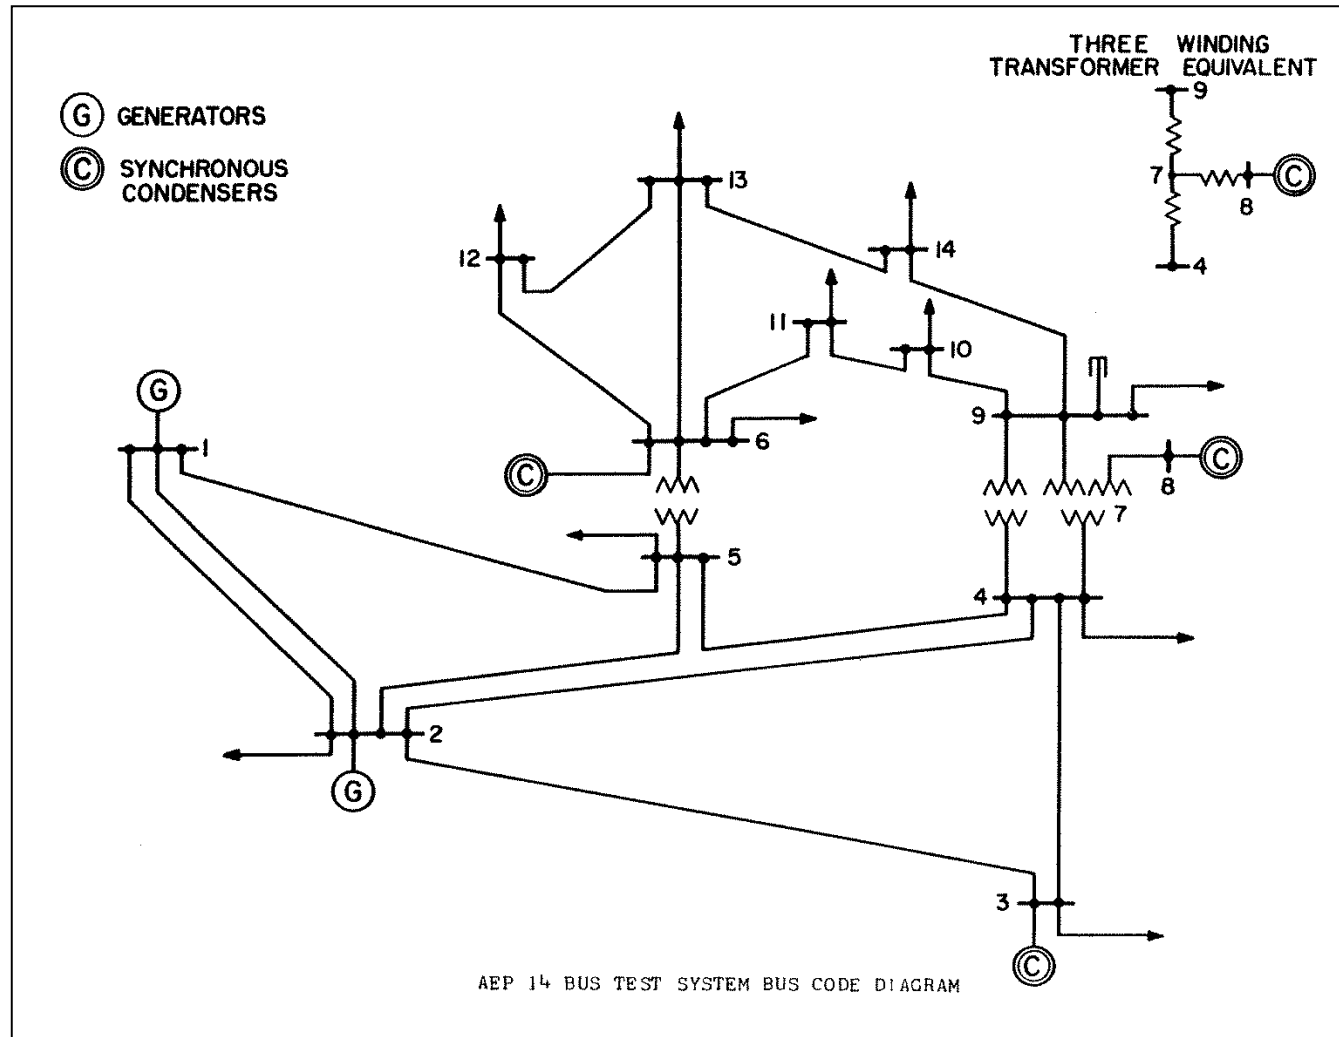 THREE WINDING
TRANSFORMER EQUIVALENT
9
7
C
8
4
G GENERATORS
C SYNCHRONOUS
CONDENSERS
13
14
12
11
10
G
9
1
6
C
8
C
7
5
4
2
G
3
C
AEP 14 BUS TEST SYSTEM BUS CODE DIAGRAM